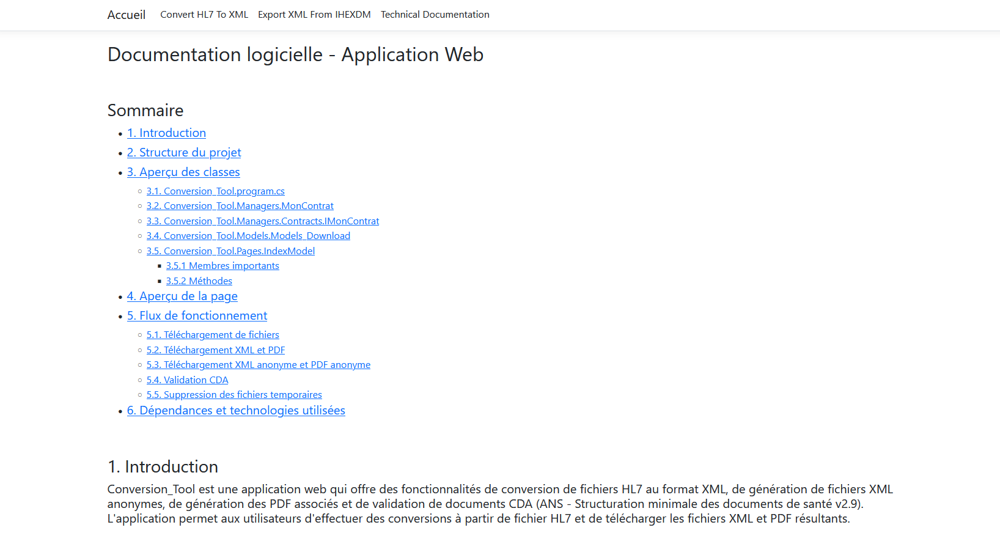 Accueil Convert HL7 To XML Export XML From IHEXDM Technical Documentation
Documentation logicielle - Application Web
Sommaire
1. Introduction
2. Structure du projet
3. Aperçu des classes
3.1. Conversion_Tool.program.cs
3.2. Conversion_Tool.Managers.MonContrat
3.3. Conversion_Tool.Managers.Contracts.IMonContrat
3.4. Conversion_Tool.Models.Models_Download
3.5. Conversion_Tool.Pages.IndexModel
3.5.1 Membres importants
3.5.2 Méthodes
4. Aperçu de la page
5. Flux de fonctionnement
5.1. Téléchargement de fichiers
5.2. Téléchargement XML et PDF
5.3. Téléchargement XML anonyme et PDF anonyme
5.4. Validation CDA
5.5. Suppression des fichiers temporaires
6. Dépendances et technologies utilisées
1. Introduction
Conversion_Tool est une application web qui offre des fonctionnalités de conversion de fichiers HL7 au format XML, de génération de fichiers XML
anonymes, de génération des PDF associés et de validation de documents CDA (ANS - Structuration minimale des documents de santé v2.9).
L'application permet aux utilisateurs d'effectuer des conversions à partir de fichier HL7 et de télécharger les fichiers XML et PDF résultants.